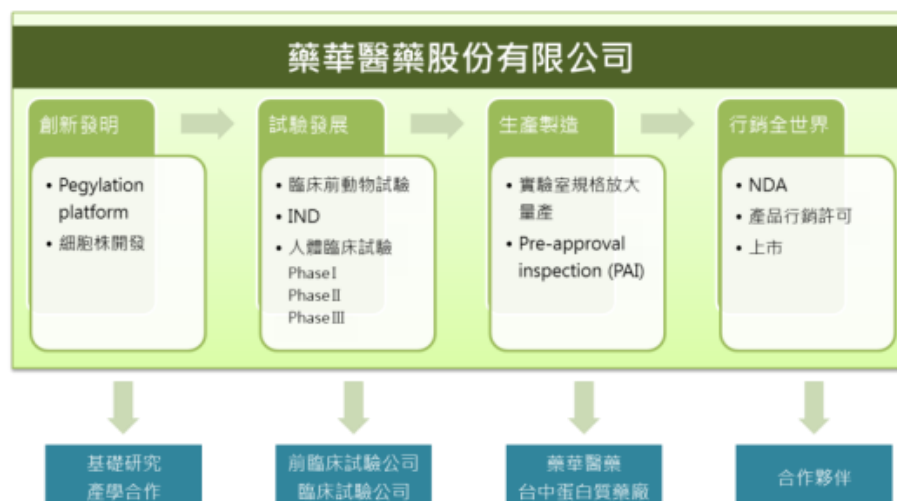 藥華醫藥股份有限公司
創新發明
• Pegylation
platform
• 細胞株開發
試驗發展
• 臨床前動物試驗
• IND
• 人體臨床試驗
PhaseⅠ
PhaseⅡ
PhaseⅢ
生產製造
• 實驗室規格放大
量產
• Pre-approval
inspection (PAI)
行銷全世界
• NDA
• 產品行銷許可
• 上市
基礎研究
產學合作
前臨床試驗公司
臨床試驗公司
藥華醫藥
台中蛋白質藥廠
合作夥伴